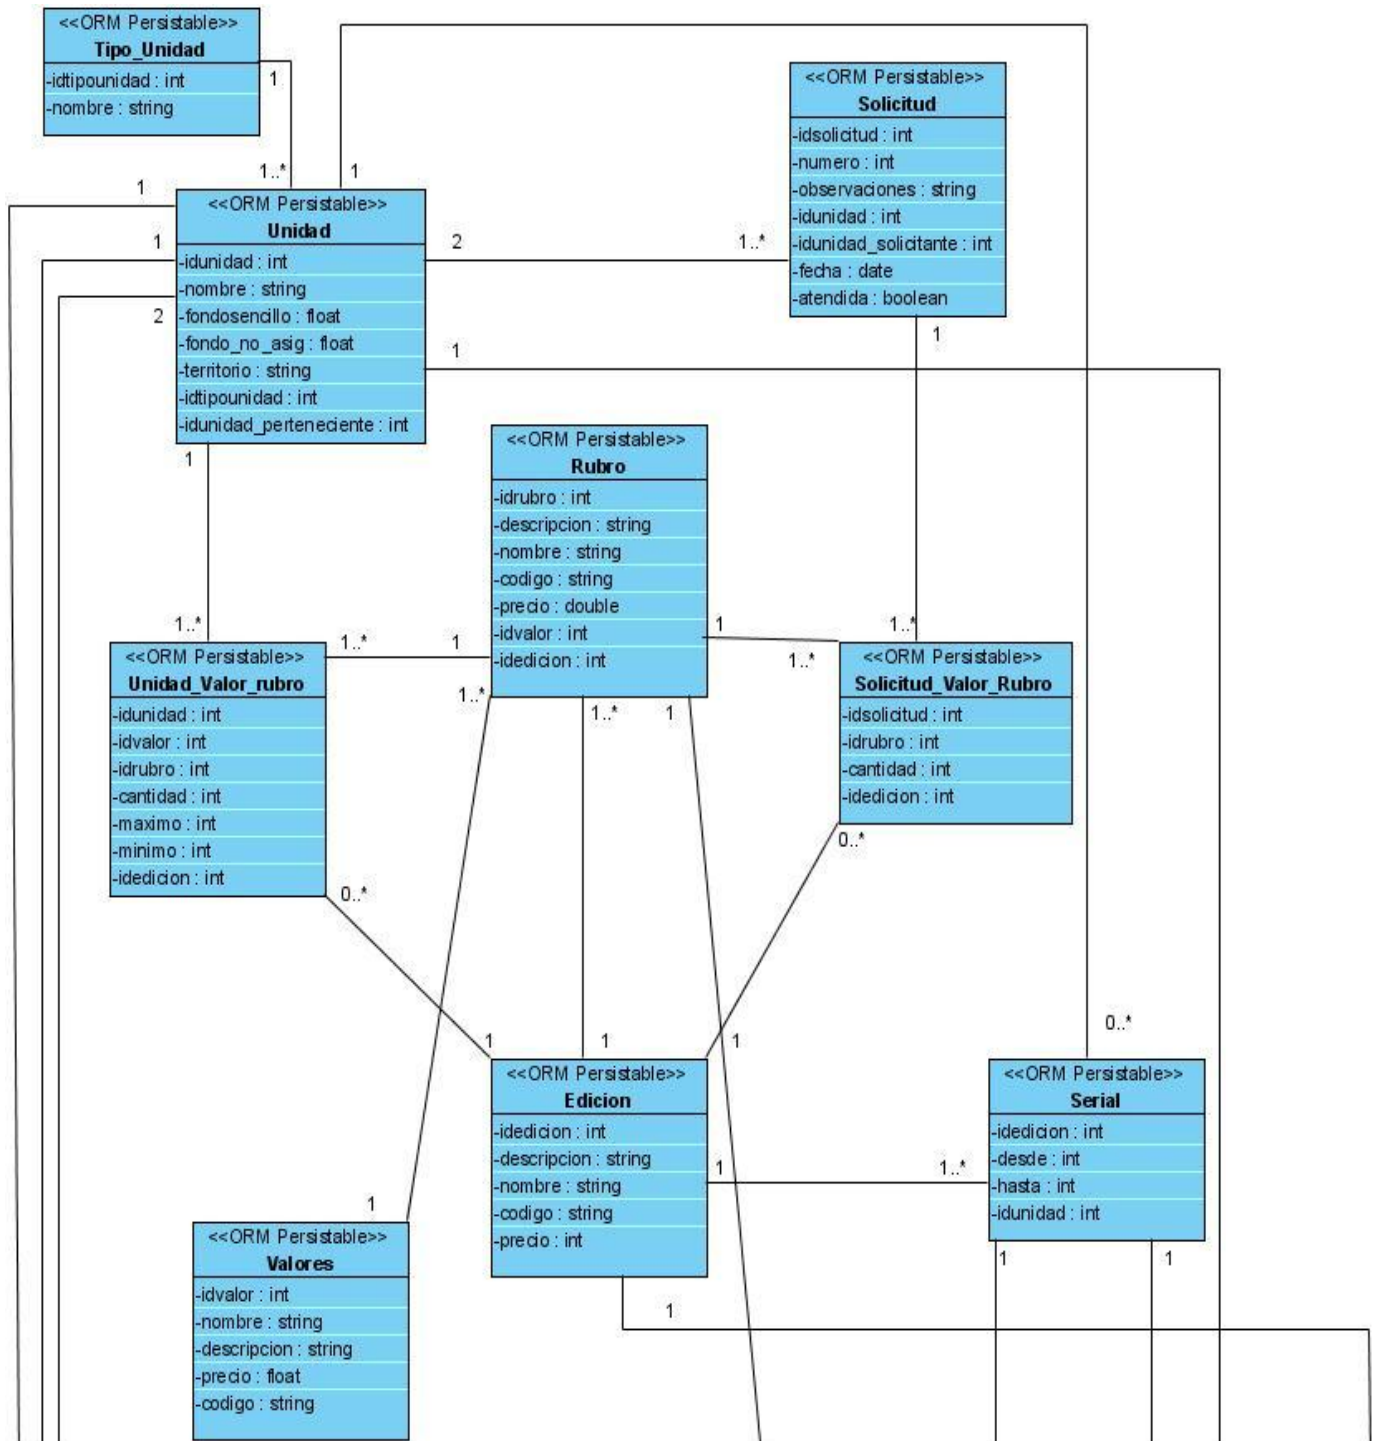 <<ORM Persistable>>
Tipo_Unidad
-idtipounidad : int
-nombre : string
1
1..*
1
1
<<ORM Persistable>>
Solicitud
-idsolicitud : int
-numero : int
-observaciones : string
-idunidad : int
-idunidad_solicitante : int
-fecha : date
-atendida : boolean
1
<<ORM Persistable>>
Unidad
-idunidad : int
-nombre : string
-fondosencillo : float
-fondo_no_asig : float
-territorio : string
-idtipounidad : int
-idunidad_perteneciente : int
1
2
2
1..*
1
1
<<ORM Persistable>>
Rubro
-idrubro : int
-descripcion : string
-nombre : string
-codigo : string
-precio : double
-idvalor : int
-idedicion : int
1..*
1..*
1
1
1..*
1..*
1..*
1..*
1
<<ORM Persistable>>
Unidad_Valor_rubro
-idunidad : int
-idvalor : int
-idrubro : int
-cantidad : int
-maximo : int
-minimo : int
-idedicion : int
0..*
<<ORM Persistable>>
Solicitud_Valor_Rubro
-idsolicitud : int
-idrubro : int
-cantidad : int
-idedicion : int
0..*
0..*
1
1
1
<<ORM Persistable>>
Edicion
-idedicion : int
-descripcion : string
-nombre : string
-codigo : string
-precio : int
1
1..*
1
<<ORM Persistable>>
Serial
-idedicion : int
-desde : int
-hasta : int
-idunidad : int
1
1
1
<<ORM Persistable>>
Valores
-idvalor : int
-nombre : string
-descripcion : string
-precio : float
-codigo : string